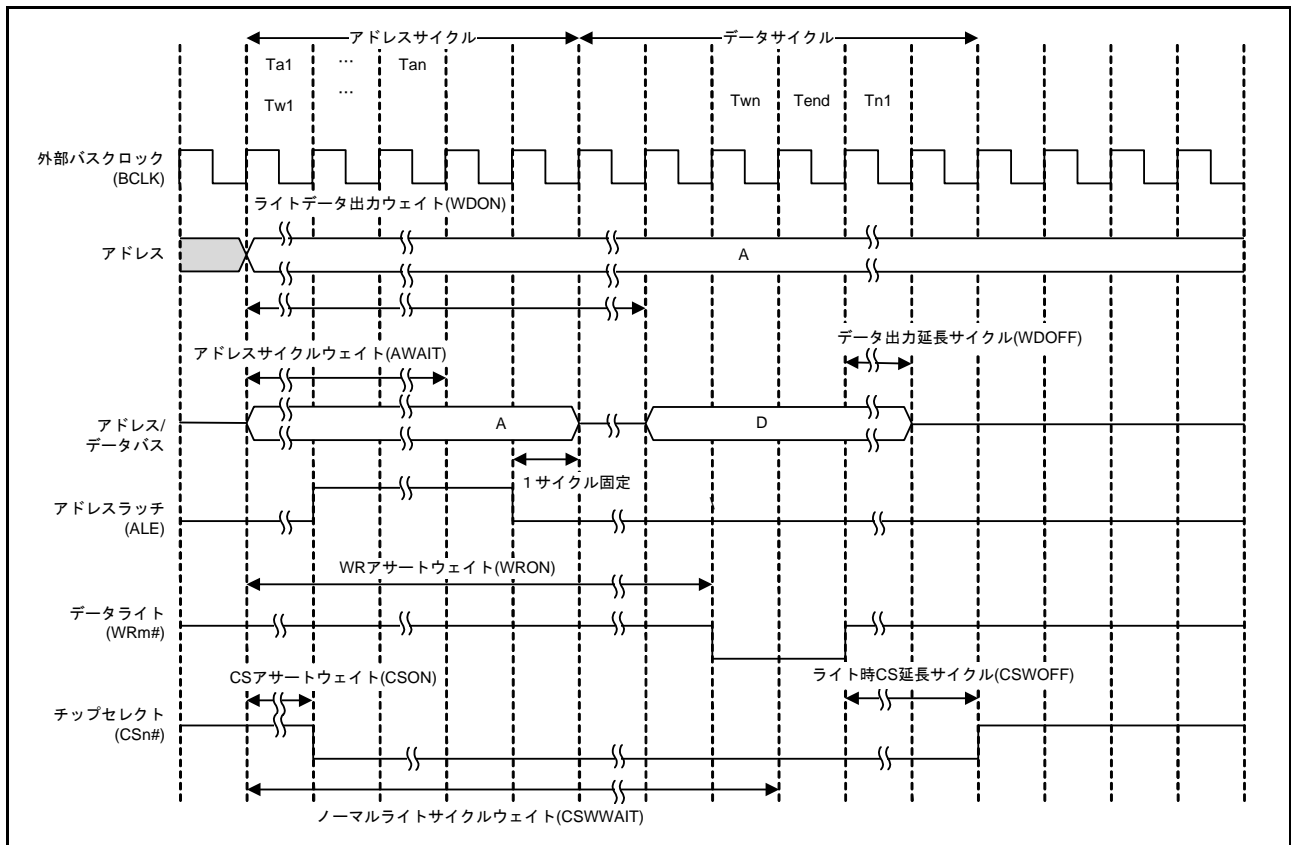 アドレスサイクル データサイクル
Ta1 … Tan
Tw1 … Twn Tend Tn1
外部バスクロック
(BCLK)
ライトデータ出力ウェイト(WDON)
アドレス
A
データ出力延長サイクル(WDOFF)
アドレスサイクルウェイト(AWAIT)
アドレス/
データバス
A D
1サイクル固定
アドレスラッチ
(ALE)
WRアサートウェイト(WRON)
データライト
(WRm#)
CSアサートウェイト(CSON) ライト時CS延長サイクル(CSWOFF)
チップセレクト
(CSn#)
ノーマルライトサイクルウェイト(CSWWAIT)